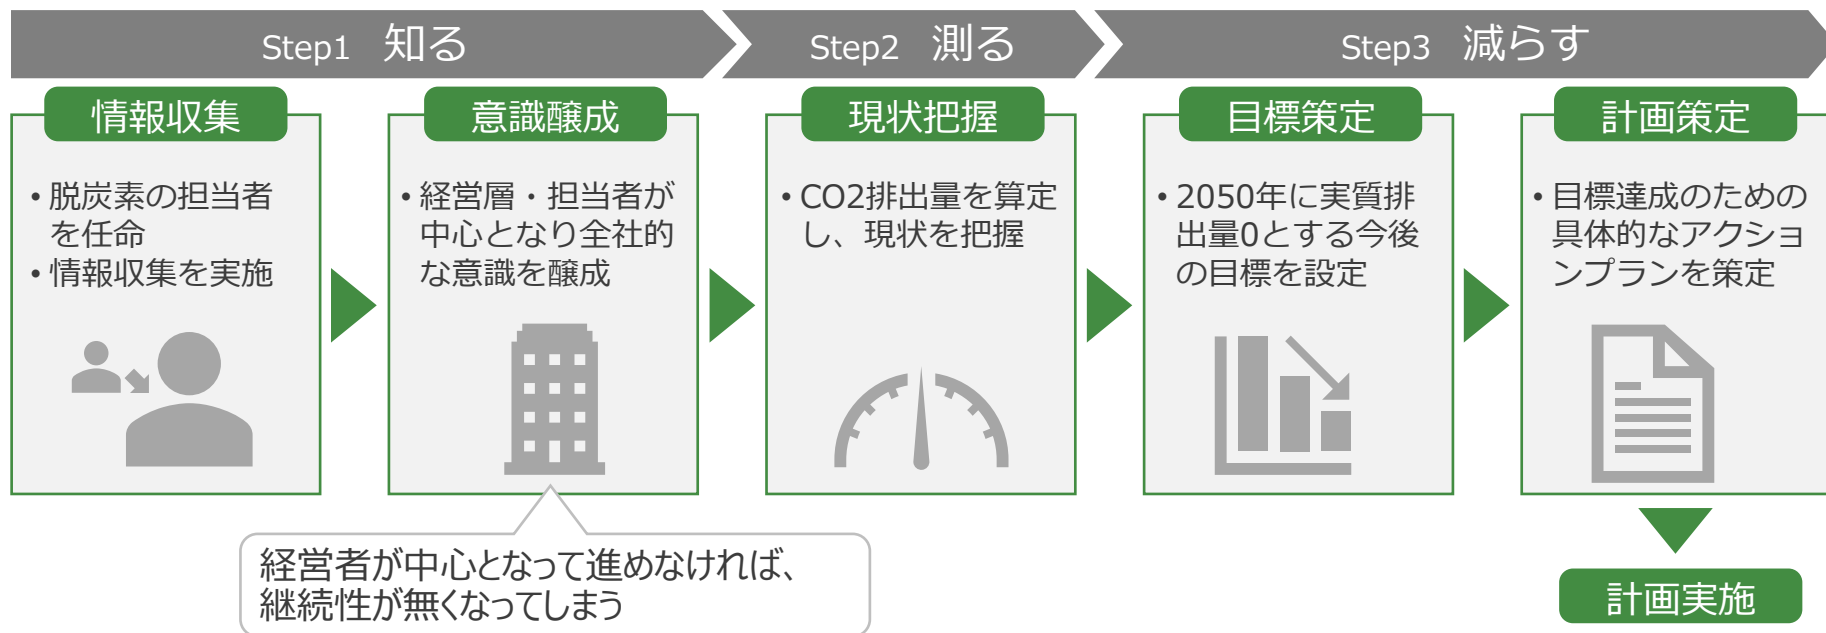 Step1 知る
Step2 測る
Step3 減らす
情報収集
・脱炭素の担当者
を任命
・情報収集を実施
意識醸成
・経営層・担当者が
中心となり全社的
な意識を醸成
現状把握
・CO2排出量を算定
し、現状を把握
目標策定
・2050年に実質排
出量0とする今後
の目標を設定
計画策定
・目標達成のための
具体的なアクショ
ンプランを策定
経営者が中心となって進めなければ、
継続性が無くなってしまう
計画実施